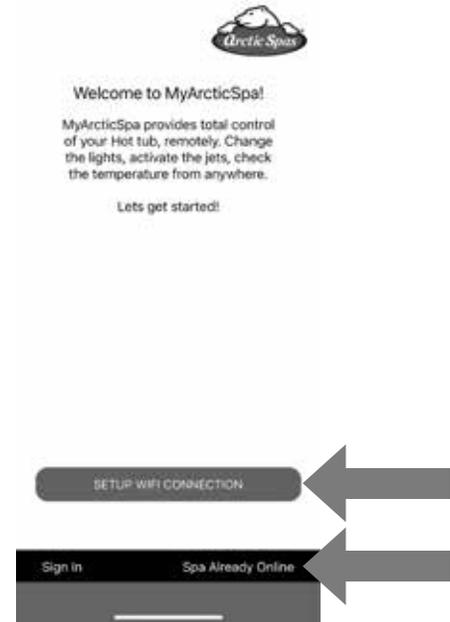 Arctic Spas
Welcome to MyArcticSpa!
MyArcticSpa provides total control
of your Hot tub, remotely. Change
the lights, activate the jets, check
the temperature from anywhere.
Lets get started!
SETUP WIFI CONNECTION
Sign In Spa Already Online